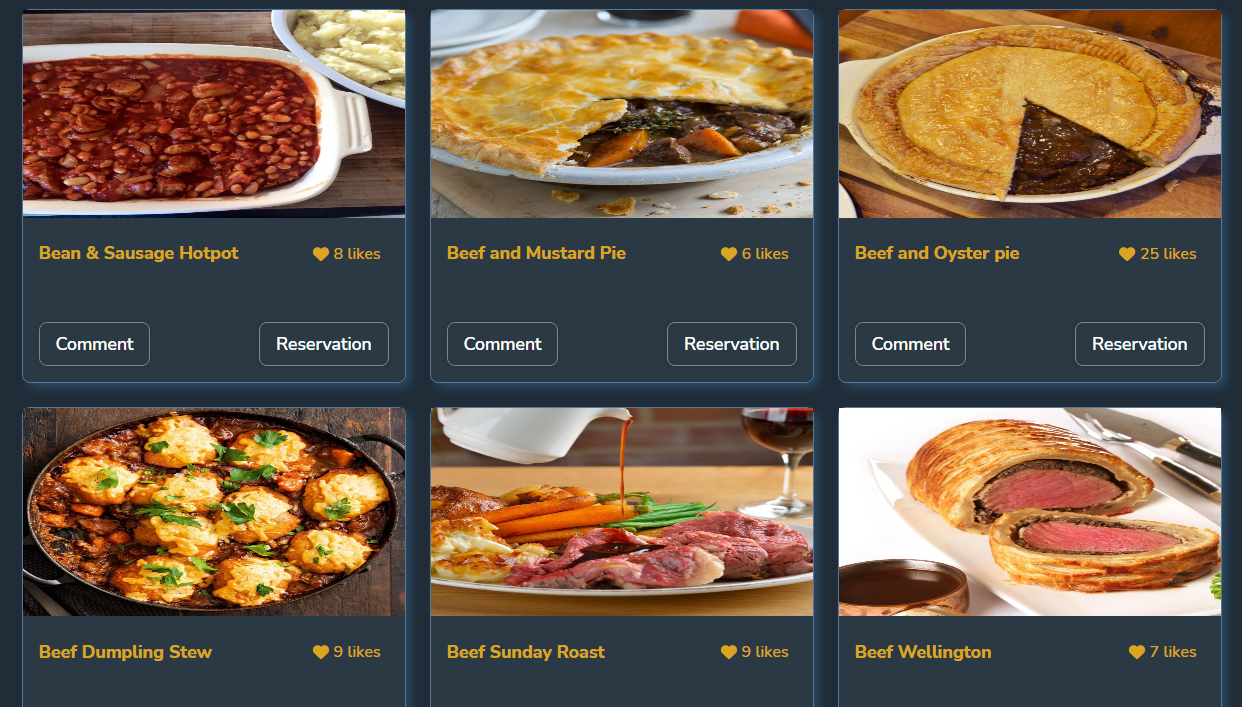 Bean & Sausage Hotpot 8 likes
Beef and Mustard Pie 6 likes
Beef and Oyster pie 25 likes
Comment Reservation
Comment Reservation
Comment Reservation
Beef Dumpling Stew 9 likes
Beef Sunday Roast 9 likes
Beef Wellington 7 likes